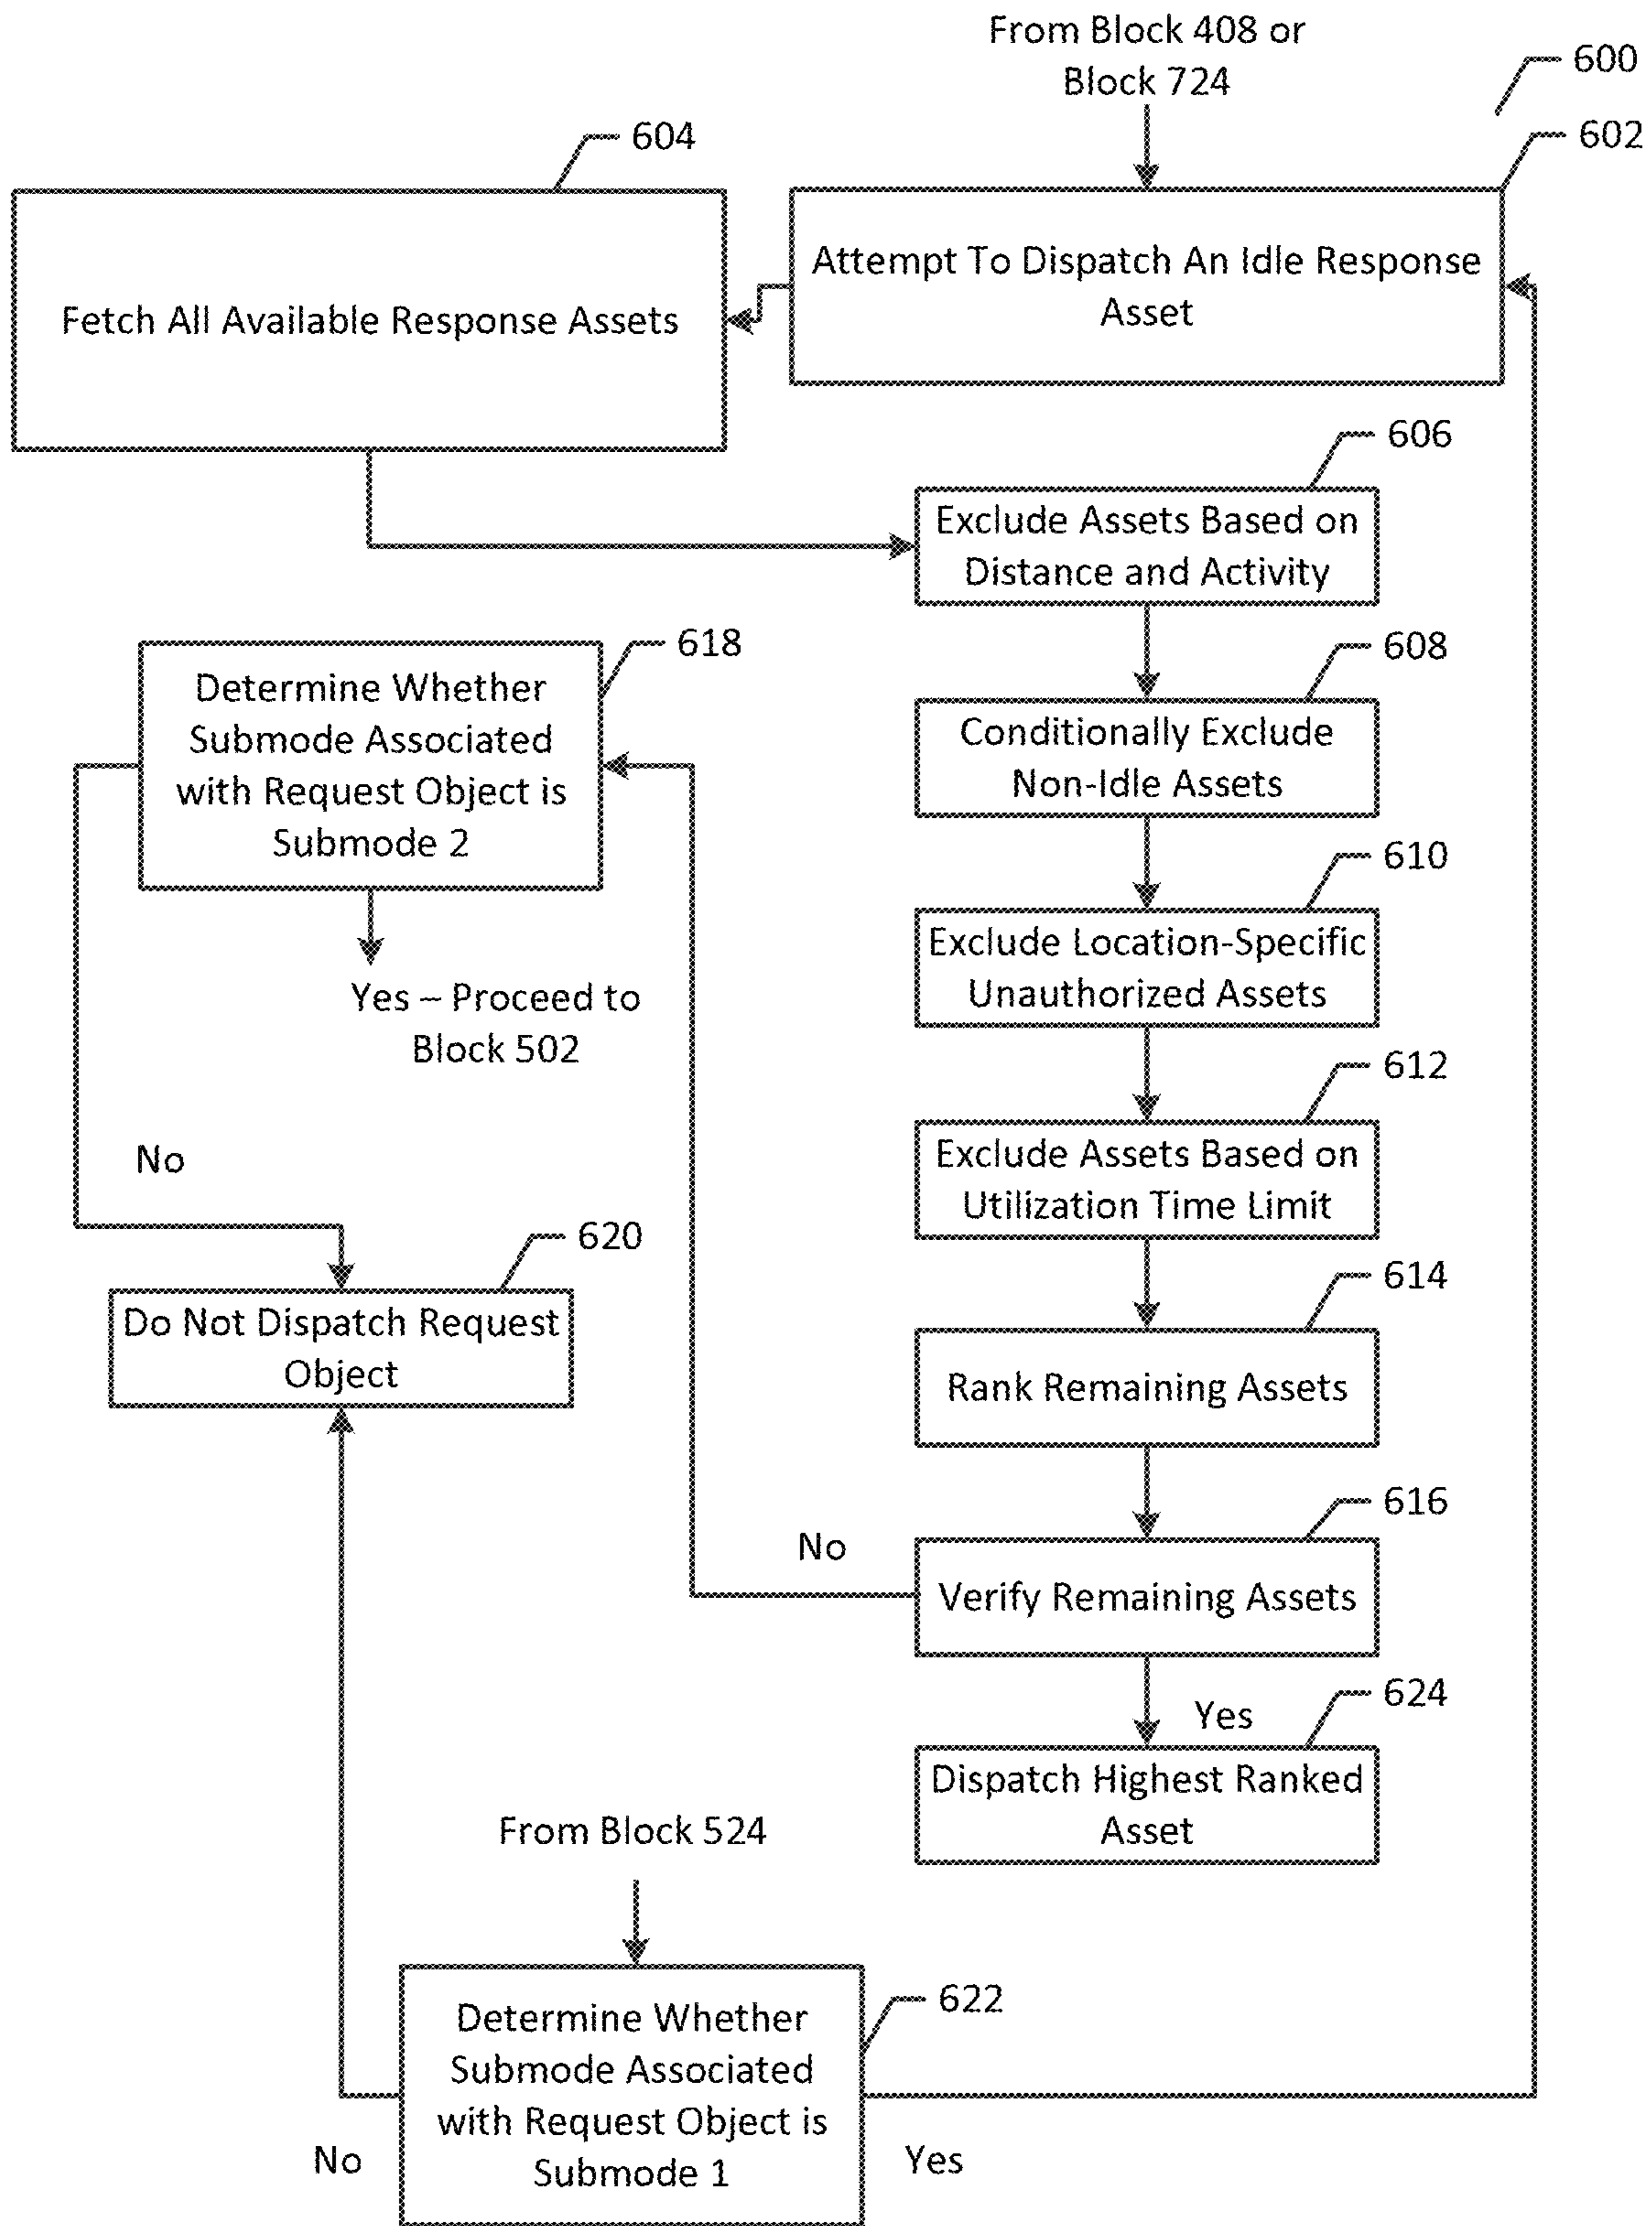 From Block 408 or
Block 724
600
602
604
Attempt To Dispatch An Idle Response
Asset
Fetch All Available Response Assets
606
Exclude Assets Based on
Distance and Activity
618
Determine Whether
Submode Associated
with Request Object is
Submode 2
608
Conditionally Exclude
Non-Idle Assets
610
Exclude Location-Specific
Unauthorized Assets
Yes – Proceed to
Block 502
612
Exclude Assets Based on
Utilization Time Limit
No
620
Do Not Dispatch Request
Object
614
Rank Remaining Assets
616
No
Verify Remaining Assets
624
Yes
Dispatch Highest Ranked
Asset
From Block 524
622
Determine Whether
Submode Associated
with Request Object is
Submode 1
No
Yes